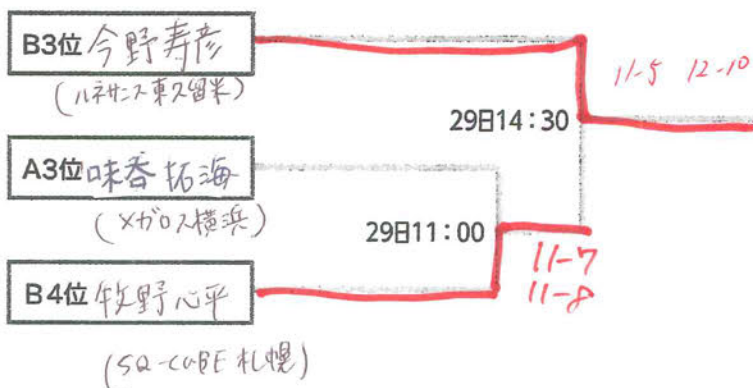 B3位 今野寿彦
(ルネサンス東久留米)
11-5 12-10
29日14:30
A3位 味香拓海
(メガロス横浜)
29日11:00
11-7
11-8
B4位 牧野心平
(SQ-CUBE 札幌)